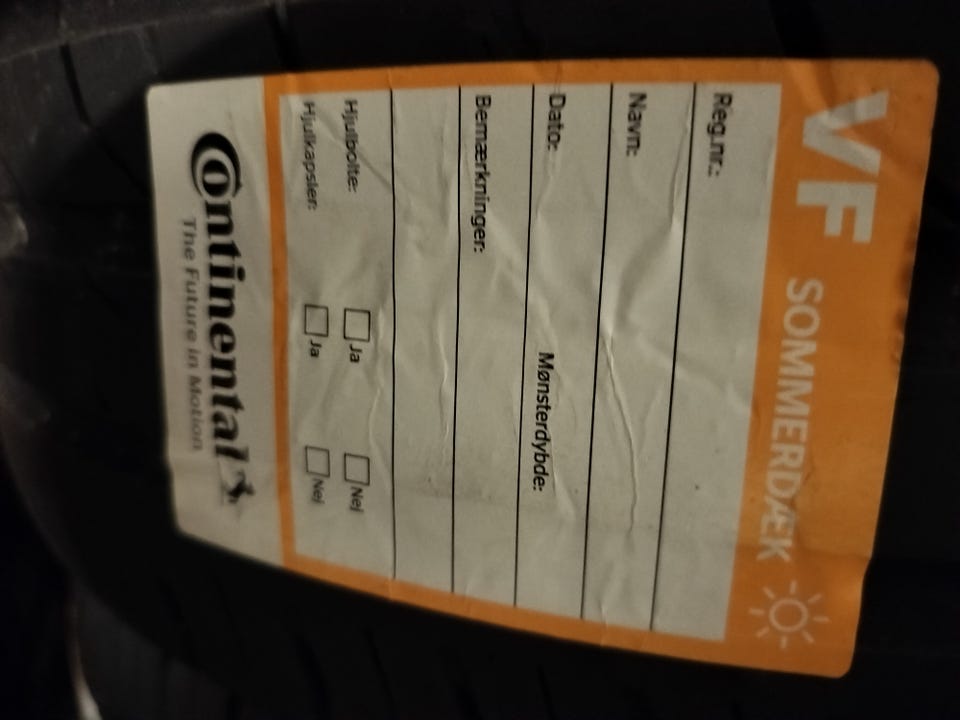 VF SOMMERDÆK
Reg.nr.:
Navn:
Dato: Mønsterdybde:
Bemærkninger:
Hjulbolte: Ja Nej
Hjulkapsler: Ja Nej
Continental
The Future in Motion